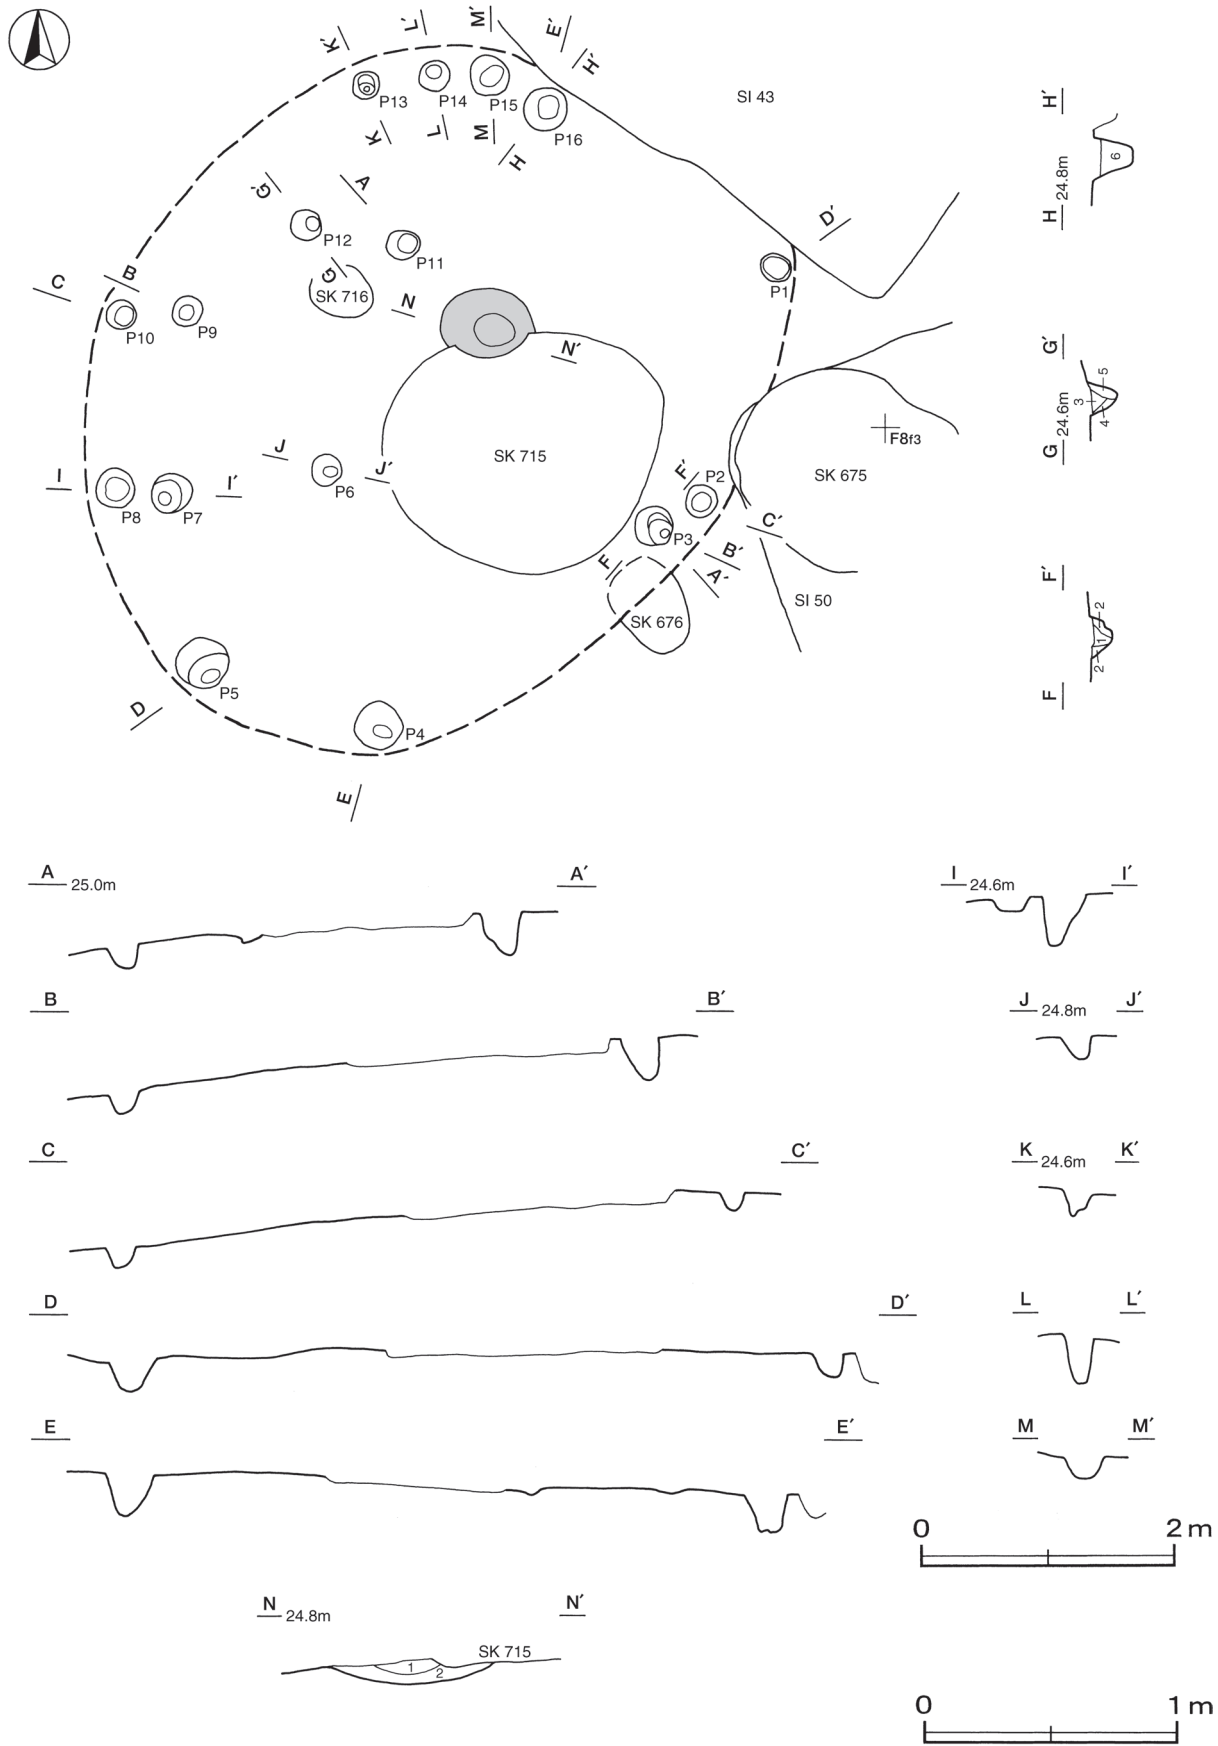 M′
E′
L′
K′
H′
P13
P14
P15
P16
SI 43
K
L
M
H
H′
6
24.8m
H
G′
A
D′
P12
P11
G
SK 716
P1
C
B
N
P10
P9
N′
G′
5
3
24.6m
4
G
F8f3
J
SK 715
SK 675
J′
P6
I
I′
P8
P7
F′
P2
P3
C′
B′
A′
F
SK 676
SI 50
F′
2
1
2
F
P5
D
P4
E
A 25.0m A′
I 24.6m I′
B B′
J 24.8m J′
C C′
K 24.6m K′
D D′
L L′
E E′
M M′
0 2m
N 24.8m N′
SK 715
1
2
0 1m